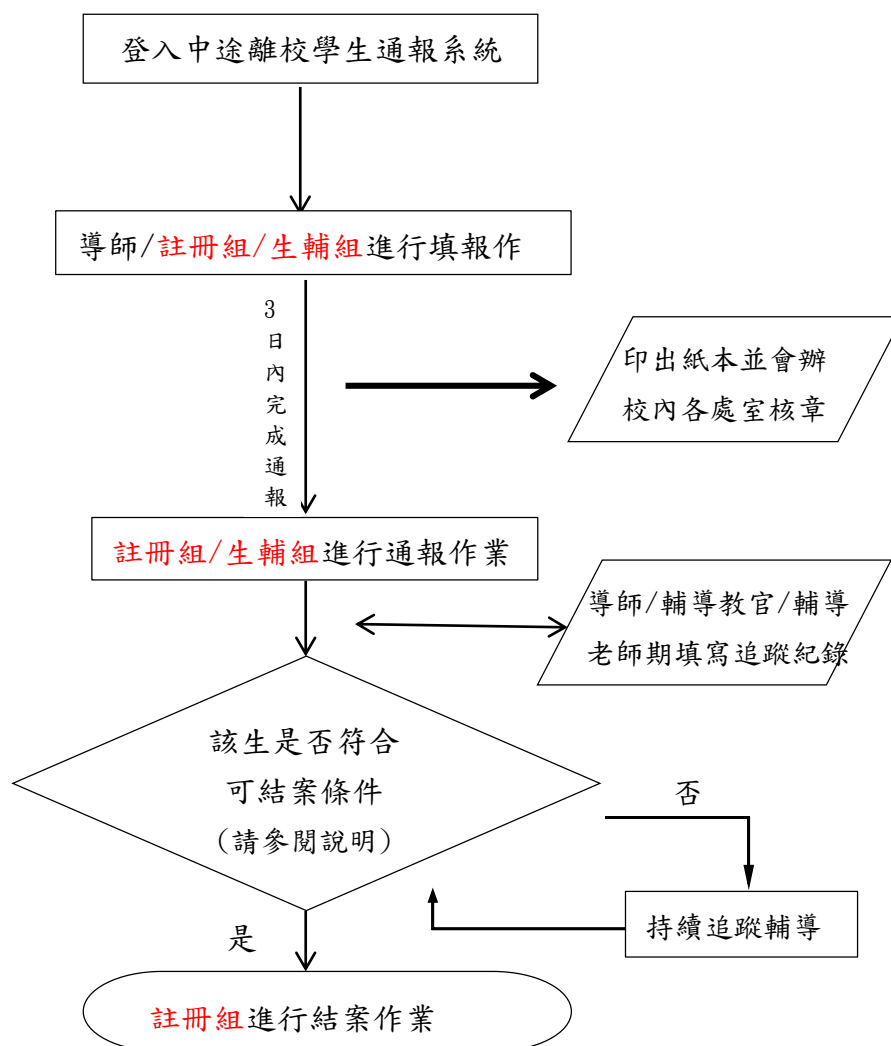 登入中途離校學生通報系統
導師/註冊組/生輔組進行填報作
3日內完成通報
印出紙本並會辦
校內各處室核章
註冊組/生輔組進行通報作業
導師/輔導教官/輔導
老師期填寫追蹤紀錄
該生是否符合
可結案條件
(請參閱說明)
否
持續追蹤輔導
是
註冊組進行結案作業